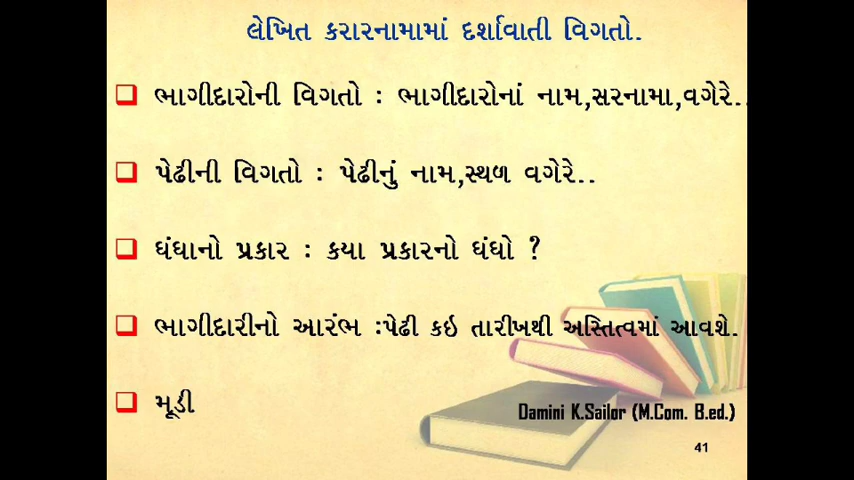 લેખિત કરારનામામાં દર્શાવાતી વિગતો.
ભાગીદારોની વિગતો : ભાગીદારોનાં નામ,સરનામા,વગેરે..
પેઢીની વિગતો : પેઢીનું નામ,સ્થળ વગેરે..
ધંધાનો પ્રકાર : કયા પ્રકારનો ધંધો ?
ભાગીદારીનો આરંભ :પેઢી કઇ તારીખથી અસ્તિત્વમાં આવશે.
મૂડી
Damini K.Sailor (M.Com. B.ed.)
41